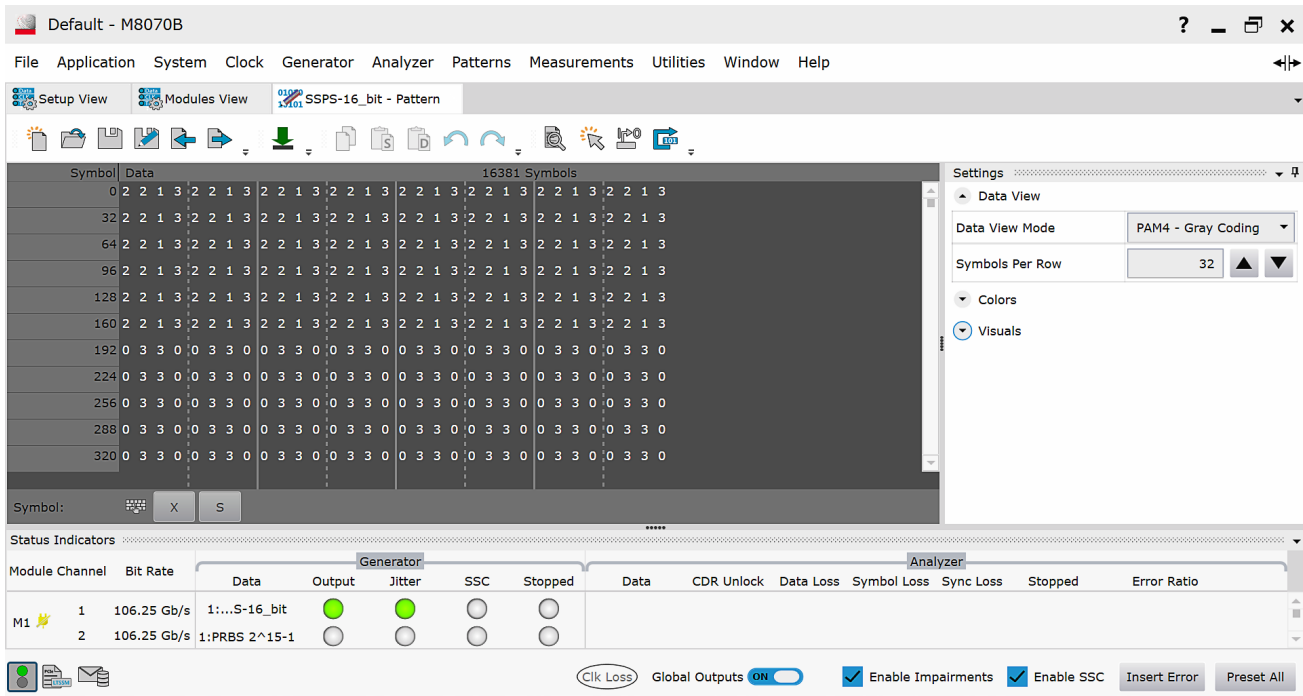 Default - M8070B
File Application System Clock Generator Analyzer Patterns Measurements Utilities Window Help
Setup View Modules View SSPS-16_bit - Pattern
Symbol Data 16381 Symbols
0 2 2 1 3 2 2 1 3 2 2 1 3 2 2 1 3 2 2 1 3 2 2 1 3 2 2 1 3 2 2 1 3
32 2 2 1 3 2 2 1 3 2 2 1 3 2 2 1 3 2 2 1 3 2 2 1 3 2 2 1 3 2 2 1 3
64 2 2 1 3 2 2 1 3 2 2 1 3 2 2 1 3 2 2 1 3 2 2 1 3 2 2 1 3 2 2 1 3
96 2 2 1 3 2 2 1 3 2 2 1 3 2 2 1 3 2 2 1 3 2 2 1 3 2 2 1 3 2 2 1 3
128 2 2 1 3 2 2 1 3 2 2 1 3 2 2 1 3 2 2 1 3 2 2 1 3 2 2 1 3 2 2 1 3
160 2 2 1 3 2 2 1 3 2 2 1 3 2 2 1 3 2 2 1 3 2 2 1 3 2 2 1 3 2 2 1 3
192 0 3 3 0 0 3 3 0 0 3 3 0 0 3 3 0 0 3 3 0 0 3 3 0 0 3 3 0 0 3 3 0
224 0 3 3 0 0 3 3 0 0 3 3 0 0 3 3 0 0 3 3 0 0 3 3 0 0 3 3 0 0 3 3 0
256 0 3 3 0 0 3 3 0 0 3 3 0 0 3 3 0 0 3 3 0 0 3 3 0 0 3 3 0 0 3 3 0
288 0 3 3 0 0 3 3 0 0 3 3 0 0 3 3 0 0 3 3 0 0 3 3 0 0 3 3 0 0 3 3 0
320 0 3 3 0 0 3 3 0 0 3 3 0 0 3 3 0 0 3 3 0 0 3 3 0 0 3 3 0 0 3 3 0
Symbol: X S
Settings
Data View
Data View Mode PAM4 - Gray Coding
Symbols Per Row 32
Colors
Visuals
Status Indicators
Generator Analyzer
Module Channel Bit Rate Data Output Jitter SSC Stopped Data CDR Unlock Data Loss Symbol Loss Sync Loss Stopped Error Ratio
M1
1 106.25 Gb/s 1:...S-16_bit
2 106.25 Gb/s 1:PRBS 2^15-1
Clk Loss Global Outputs ON Enable Impairments Enable SSC Insert Error Preset All